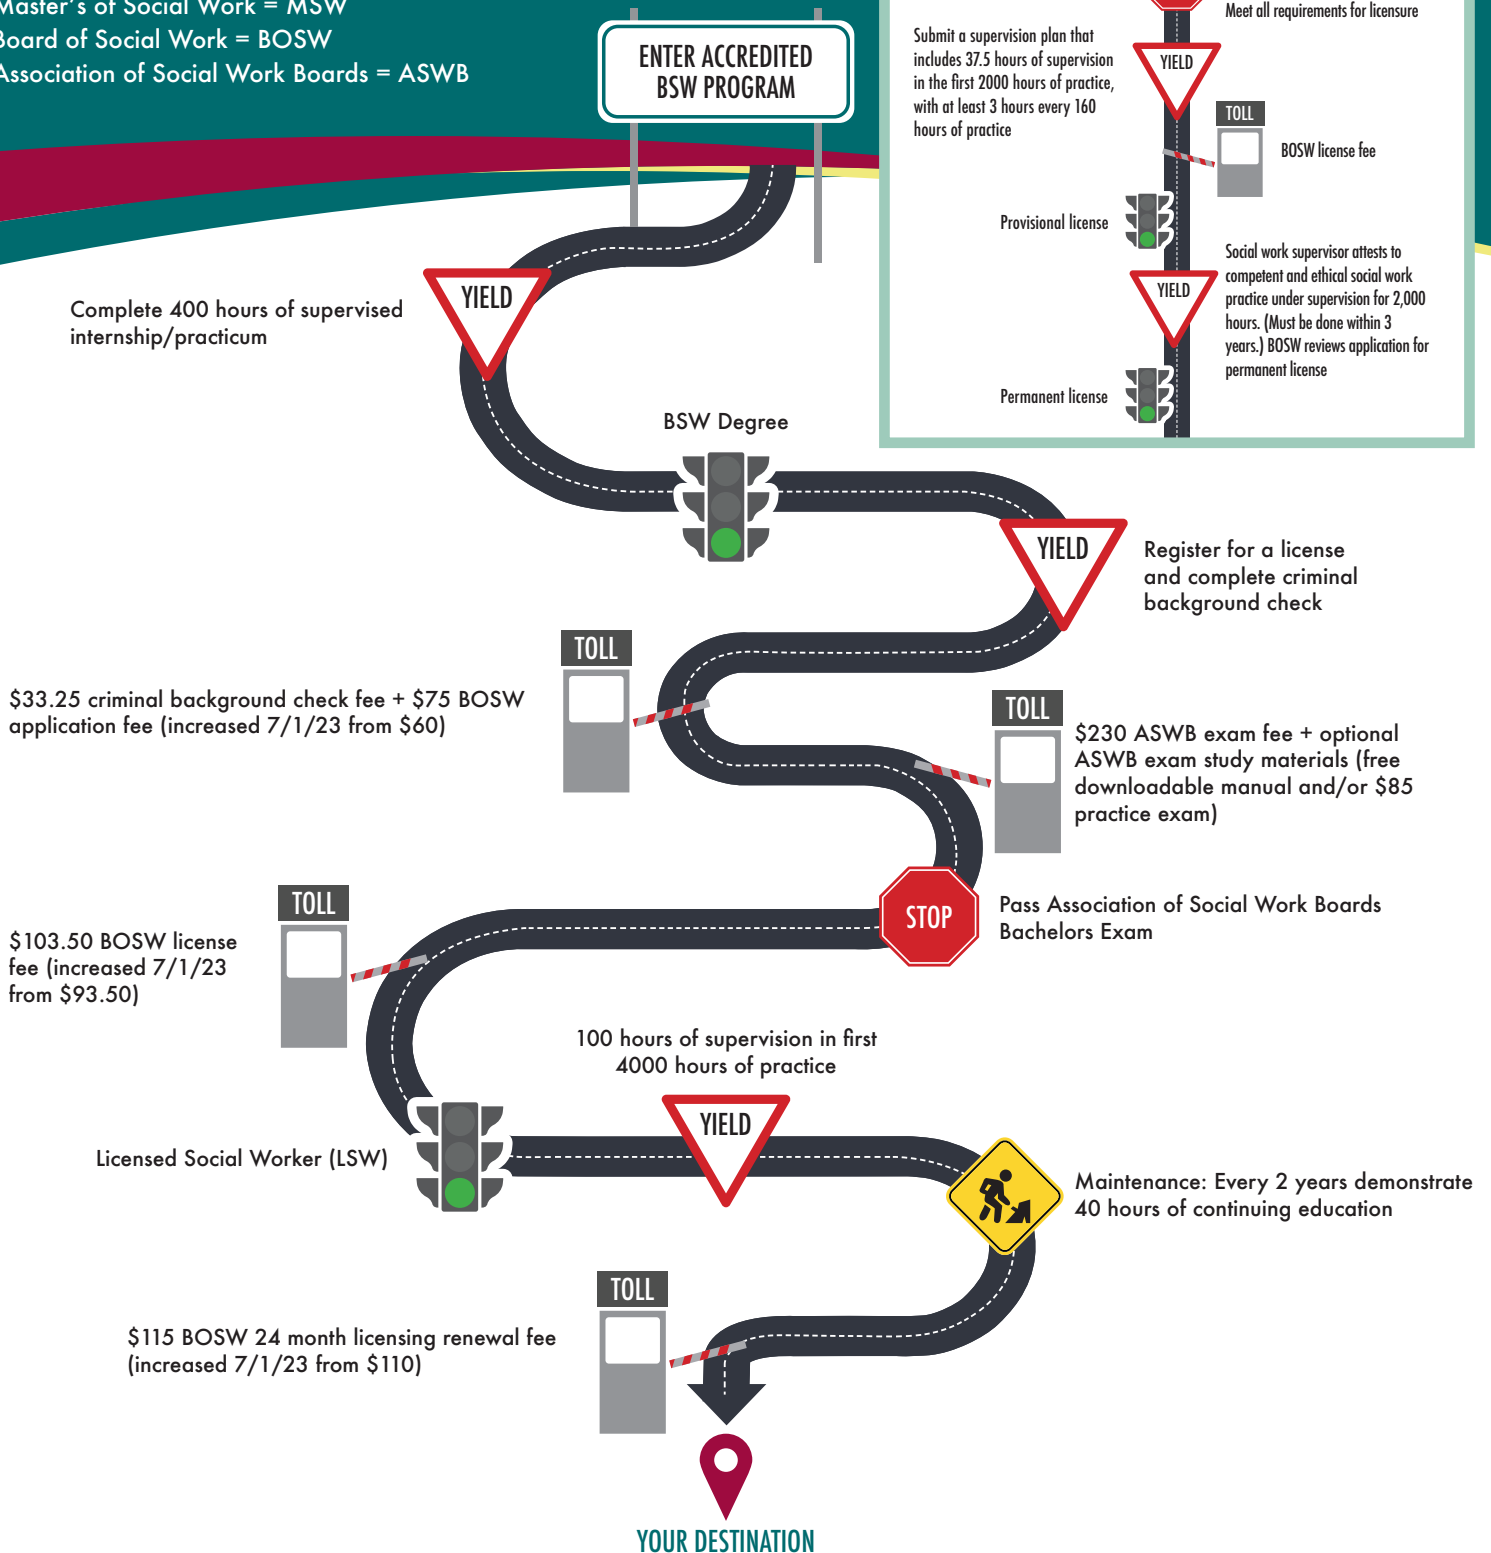 Master's of Social Work = MSW
Board of Social Work = BOSW
Association of Social Work Boards = ASWB
ENTER ACCREDITED
BSW PROGRAM
Meet all requirements for licensure
Submit a supervision plan that
includes 37.5 hours of supervision
in the first 2000 hours of practice,
with at least 3 hours every 160
hours of practice
YIELD
TOLL
BOSW license fee
Provisional license
Social work supervisor attests to
competent and ethical social work
practice under supervision for 2,000
hours. (Must be done within 3
years.) BOSW reviews application for
permanent license
YIELD
Permanent license
YIELD
Complete 400 hours of supervised
internship/practicum
BSW Degree
YIELD
Register for a license
and complete criminal
background check
TOLL
$33.25 criminal background check fee + $75 BOSW
application fee (increased 7/1/23 from $60)
TOLL
$230 ASWB exam fee + optional
ASWB exam study materials (free
downloadable manual and/or $85
practice exam)
STOP
Pass Association of Social Work Boards
Bachelors Exam
TOLL
$103.50 BOSW license
fee (increased 7/1/23
from $93.50)
100 hours of supervision in first
4000 hours of practice
YIELD
Licensed Social Worker (LSW)
Maintenance: Every 2 years demonstrate
40 hours of continuing education
TOLL
$115 BOSW 24 month licensing renewal fee
(increased 7/1/23 from $110)
YOUR DESTINATION